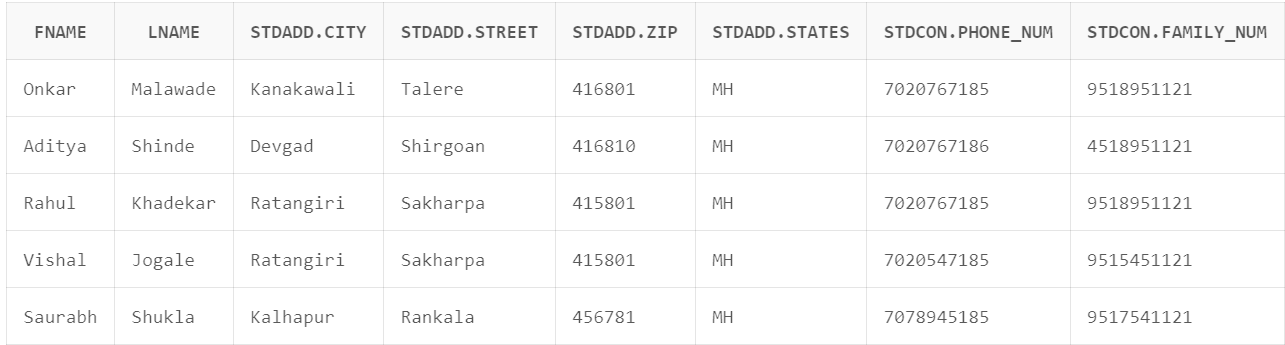 FNAME LNAME STDADD.CITY STDADD.STREET STDADD.ZIP STDADD.STATES STDCON.PHONE_NUM STDCON.FAMILY_NUM
Onkar Malawade Kanakawali Talere 416801 MH 7020767185 9518951121
Aditya Shinde Devgad Shirgoan 416810 MH 7020767186 4518951121
Rahul Khadekar Ratangiri Sakharpa 415801 MH 7020767185 9518951121
Vishal Jogale Ratangiri Sakharpa 415801 MH 7020547185 9515451121
Saurabh Shukla Kalhapur Rankala 456781 MH 7078945185 9517541121